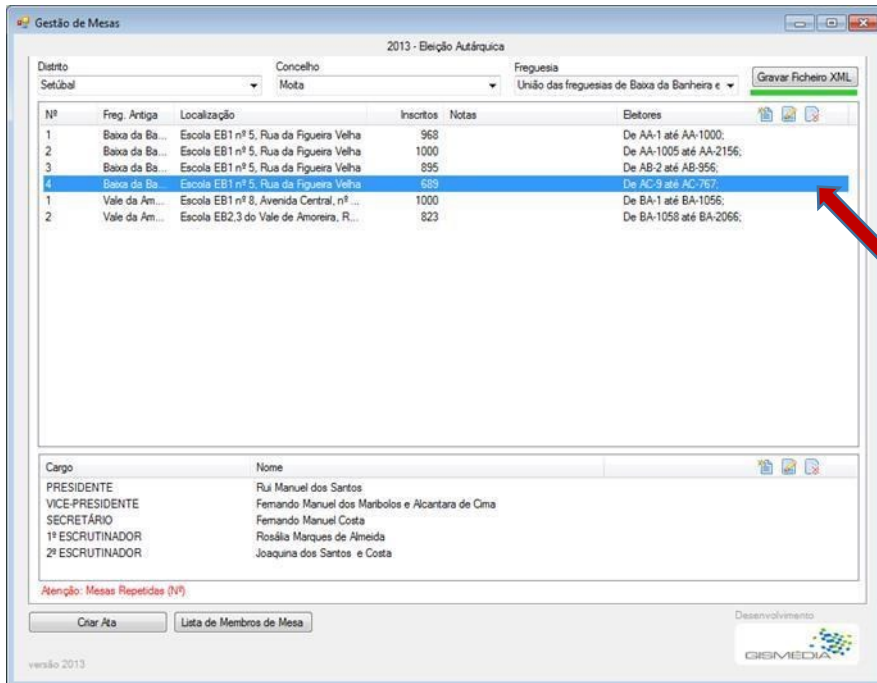 Gestão de Mesas
2013 - Eleição Autárquica
Distrito Concelho Freguesia
Setúbal Moita União das freguesias de Baixa da Banheira e Gravar Ficheiro XML
Nº Freg. Antiga Localização Inscritos Notas Eleitores
1 Baixa da Ba... Escola EB1 nº 5, Rua da Figueira Velha 968 De AA-1 até AA-1000;
2 Baixa da Ba... Escola EB1 nº 5, Rua da Figueira Velha 1000 De AA-1005 até AA-2156;
3 Baixa da Ba... Escola EB1 nº 5, Rua da Figueira Velha 895 De AB-2 até AB-956;
4 Baixa da Ba... Escola EB1 nº 5, Rua da Figueira Velha 689 De AC-9 até AC-767;
1 Vale da Am... Escola EB1 nº 8, Avenida Central, nº ... 1000 De BA-1 até BA-1056;
2 Vale da Am... Escola EB2,3 do Vale de Amoreira, R... 823 De BA-1058 até BA-2066;
Cargo Nome
PRESIDENTE Rui Manuel dos Santos
VICE-PRESIDENTE Fernando Manuel dos Maribolos e Alcantara de Cima
SECRETÁRIO Fernando Manuel Costa
1º ESCRUTINADOR Rosália Marques de Almeida
2º ESCRUTINADOR Joaquina dos Santos e Costa
Atenção: Mesas Repetidas (Nº)
Criar Ata Lista de Membros de Mesa
Desenvolvimento
GISMÉDIA
versão 2013